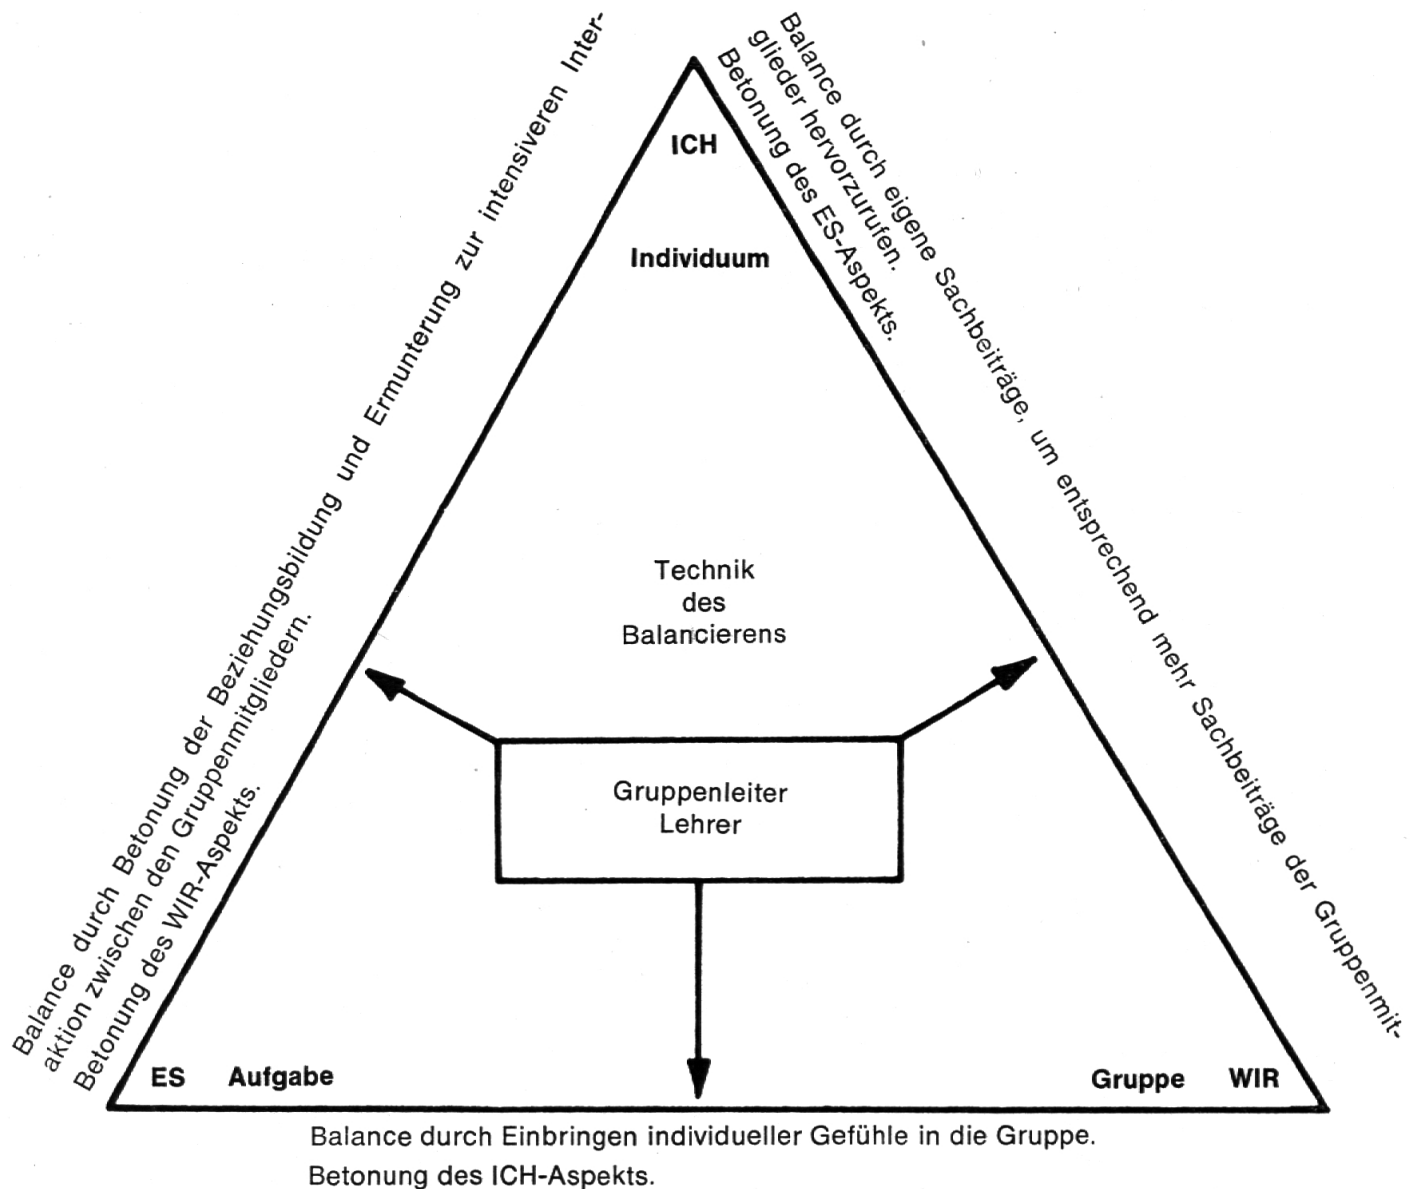 Balance durch Betonung der Beziehungsbildung und Ermunterung zur intensiveren Inter-
aktion zwischen den Gruppenmitgliedern.
Betonung des WIR-Aspekts.
Balance durch eigene Sachbeiträge, um entsprechend mehr Sachbeiträge der Gruppenmit-
glieder hervorzurufen.
Betonung des ES-Aspekts.
ICH
Individuum
Technik
des
Balancierens
Gruppenleiter
Lehrer
ES Aufgabe
Gruppe WIR
Balance durch Einbringen individueller Gefühle in die Gruppe.
Betonung des ICH-Aspekts.